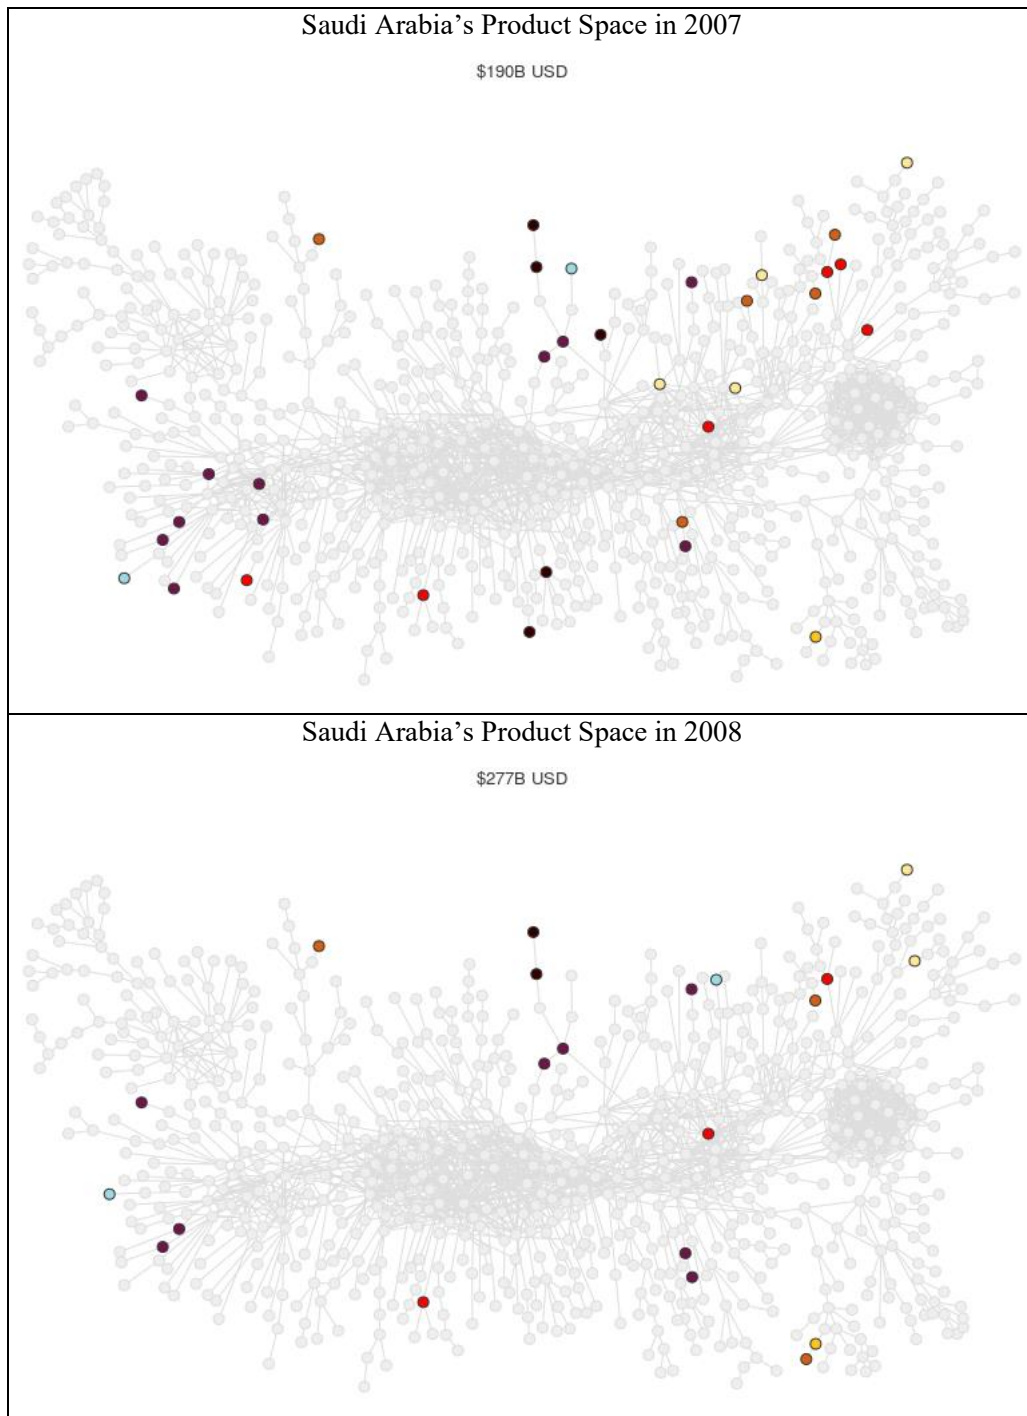 Saudi Arabia’s Product Space in 2007
$190B USD
Saudi Arabia’s Product Space in 2008
$277B USD